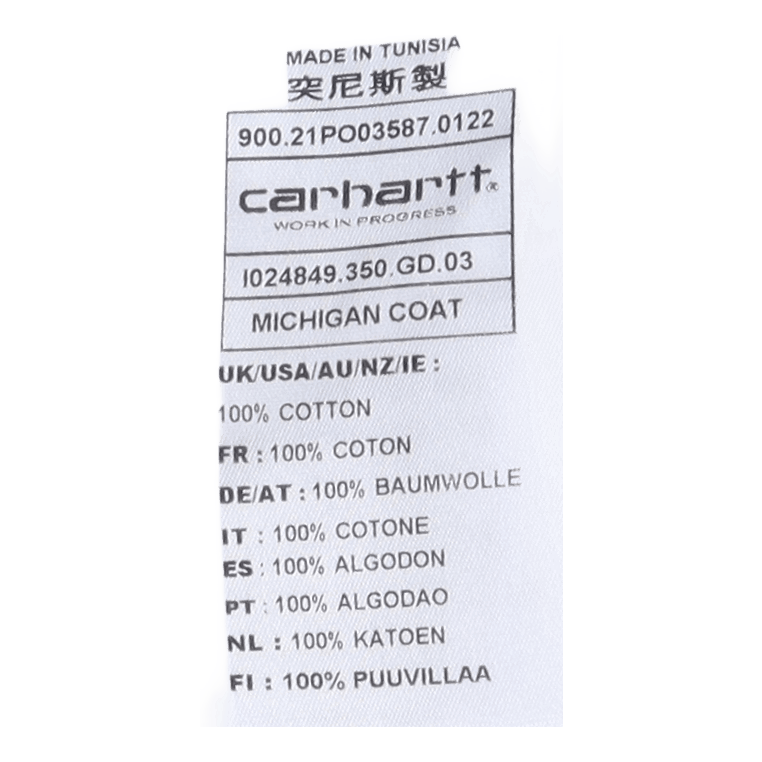 MADE IN TUNISIA
突尼斯製
900.21PO03587.0122
carhartt®
WORK IN PROGRESS
I024849.350.GD.03
MICHIGAN COAT
UK/USA/AU/NZ/IE :
100% COTTON
FR : 100% COTON
DE/AT : 100% BAUMWOLLE
IT : 100% COTONE
ES : 100% ALGODON
PT : 100% ALGODAO
NL : 100% KATOEN
FI : 100% PUUVILLAA